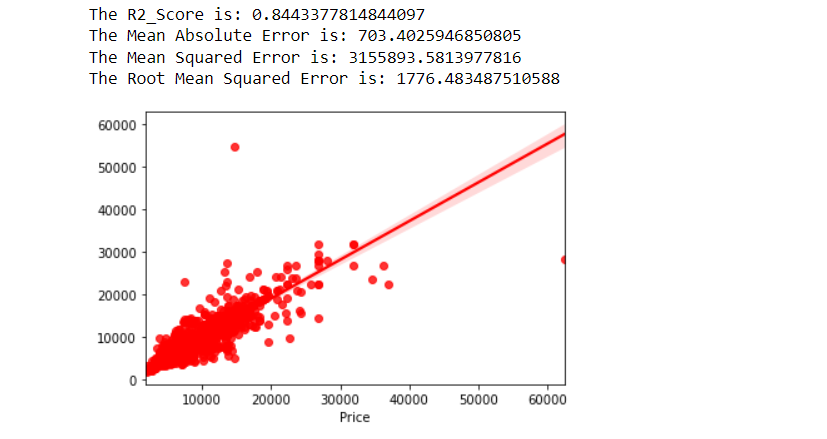 The R2_Score is: 0.8443377814844097
The Mean Absolute Error is: 703.4025946850805
The Mean Squared Error is: 3155893.5813977816
The Root Mean Squared Error is: 1776.483487510588
60000
50000
40000
30000
20000
10000
0
10000 20000 30000 40000 50000 60000
Price